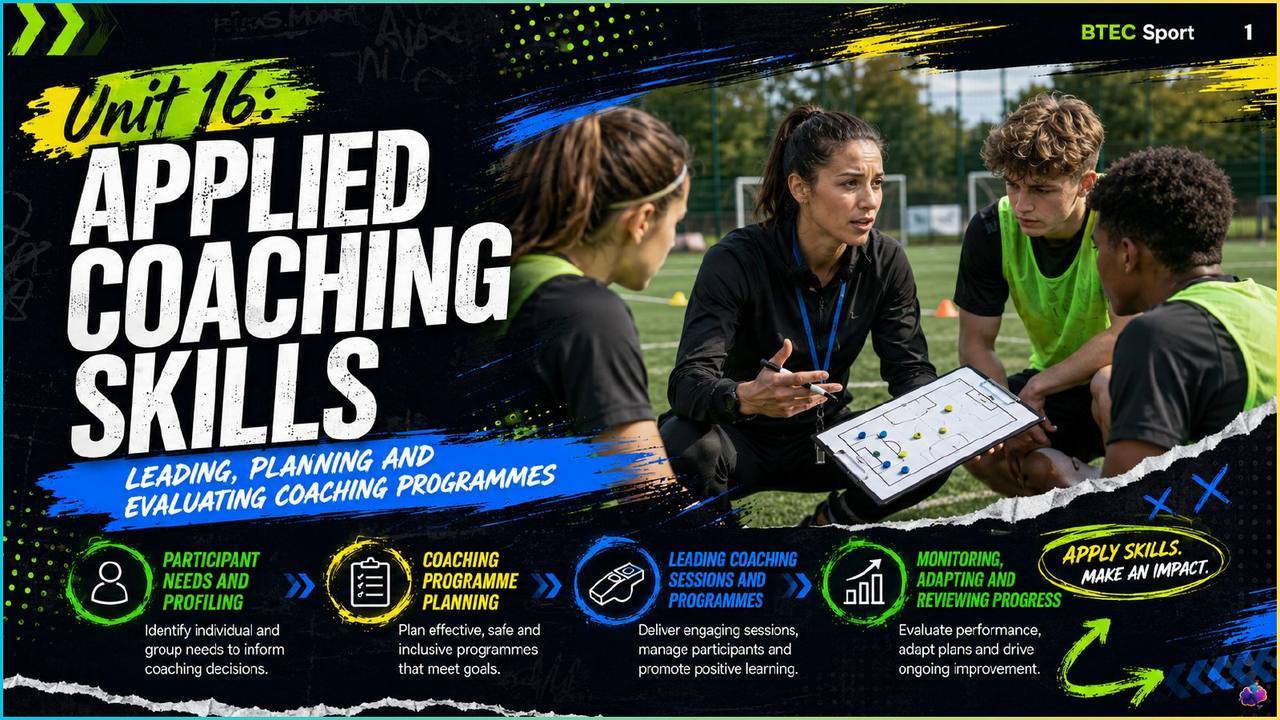 BTEC Sport 1
Unit 16:
APPLIED
COACHING
SKILLS
LEADING, PLANNING AND
EVALUATING COACHING PROGRAMMES
PARTICIPANT
NEEDS AND
PROFILING
Identify individual and
group needs to inform
coaching decisions.
COACHING
PROGRAMME
PLANNING
Plan effective, safe and
inclusive programmes
that meet goals.
LEADING COACHING
SESSIONS AND
PROGRAMMES
Deliver engaging sessions,
manage participants and
promote positive learning.
MONITORING,
ADAPTING AND
REVIEWING PROGRESS
Evaluate performance,
adapt plans and drive
ongoing improvement.
APPLY SKILLS.
MAKE AN IMPACT.